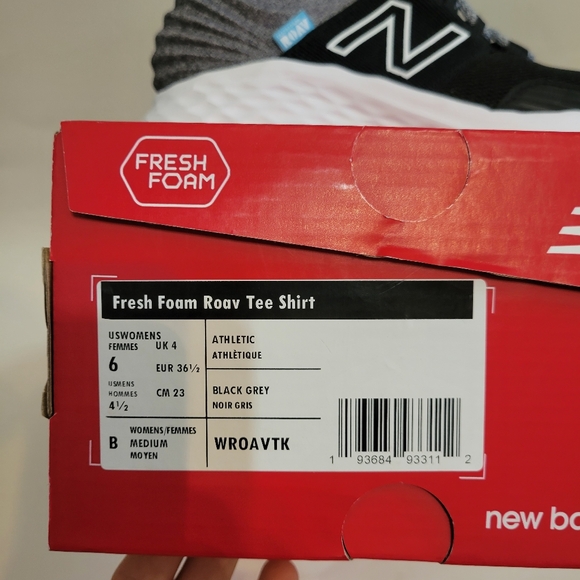 ROAV
N
FRESH
FOAM
Fresh Foam Roav Tee Shirt
USWOMENS
FEMMES
6
UK 4
EUR 36½
USMENS
HOMMES
4½
CM 23
ATHLETIC
ATHLÉTIQUE
BLACK GREY
NOIR GRIS
B
WOMENS/FEMMES
MEDIUM
MOYEN
WROAVTK
1 93684 93311 2
new ba